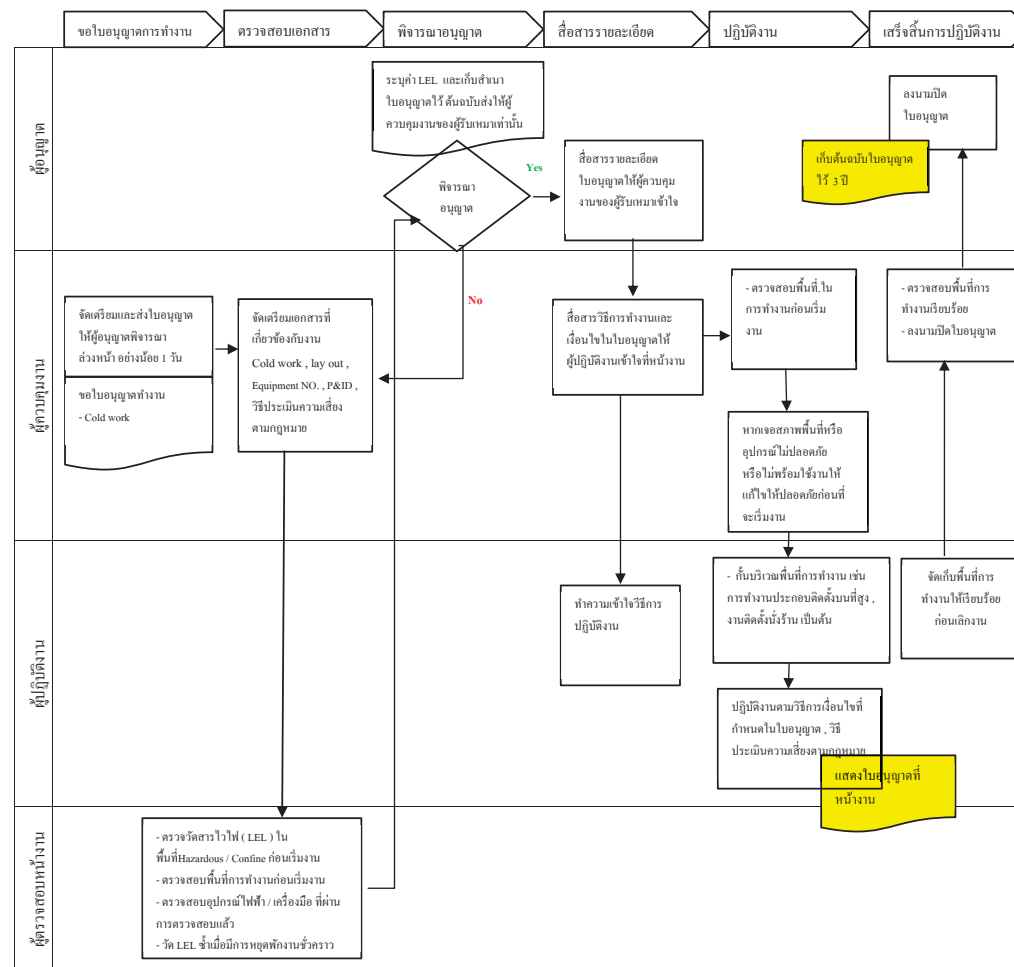 ขอใบอนุญาตการทำงาน
ตรวจสอบเอกสาร
พิจารณาอนุญาต
สื่อสารรายละเอียด
ปฏิบัติงาน
เสร็จสิ้นการปฏิบัติงาน
ผู้อนุญาต
ระบุค่า LEL และเก็บสำเนา
ใบอนุญาตไว้ ต้นฉบับส่งให้ผู้
ควบคุมงานของผู้รับเหมาเท่านั้น
พิจารณา
อนุญาต
Yes
No
สื่อสารรายละเอียด
ใบอนุญาตให้ผู้ควบคุม
งานของผู้รับเหมาเข้าใจ
ลงนามปิด
ใบอนุญาต
เก็บต้นฉบับใบอนุญาต
ไว้ 3 ปี
ผู้ควบคุมงาน
จัดเตรียมและส่งใบอนุญาต
ให้ผู้อนุญาตพิจารณา
ล่วงหน้า อย่างน้อย 1 วัน
ขอใบอนุญาตทำงาน
- Cold work
จัดเตรียมเอกสารที่
เกี่ยวข้องกับงาน
Cold work , lay out ,
Equipment NO. , P&ID ,
วิธีประเมินความเสี่ยง
ตามกฎหมาย
สื่อสารวิธีการทำงานและ
เงื่อนไขในใบอนุญาตให้
ผู้ปฏิบัติงานเข้าใจที่หน้างาน
- ตรวจสอบพื้นที่.ใน
การทำงานก่อนเริ่ม
งาน
หากเจอสภาพพื้นที่หรือ
อุปกรณ์ไม่ปลอดภัย
หรือไม่พร้อมใช้งานให้
แก้ไขให้ปลอดภัยก่อนที่
จะเริ่มงาน
- ตรวจสอบพื้นที่การ
ทำงานเรียบร้อย
- ลงนามปิดใบอนุญาต
ผู้ปฏิบัติงาน
ทำความเข้าใจวิธีการ
ปฏิบัติงาน
- กั้นบริเวณพื้นที่การทำงาน เช่น
การทำงานประกอบติดตั้งบนที่สูง ,
งานติดตั้งนั่งร้าน เป็นต้น
ปฏิบัติงานตามวิธีการเงื่อนไขที่
กำหนดในใบอนุญาต , วิธี
ประเมินความเสี่ยงตามกฎหมาย
แสดงใบอนุญาตที่
หน้างาน
จัดเก็บพื้นที่การ
ทำงานให้เรียบร้อย
ก่อนเลิกงาน
ผู้ตรวจสอบหน้างาน
- ตรวจวัดสารไวไฟ ( LEL ) ใน
พื้นที่Hazardous / Confine ก่อนเริ่มงาน
- ตรวจสอบพื้นที่การทำงานก่อนเริ่มงาน
- ตรวจสอบอุปกรณ์ไฟฟ้า / เครื่องมือ ที่ผ่าน
การตรวจสอบแล้ว
- วัด LEL ซ้ำเมื่อมีการหยุดพักงานชั่วคราว